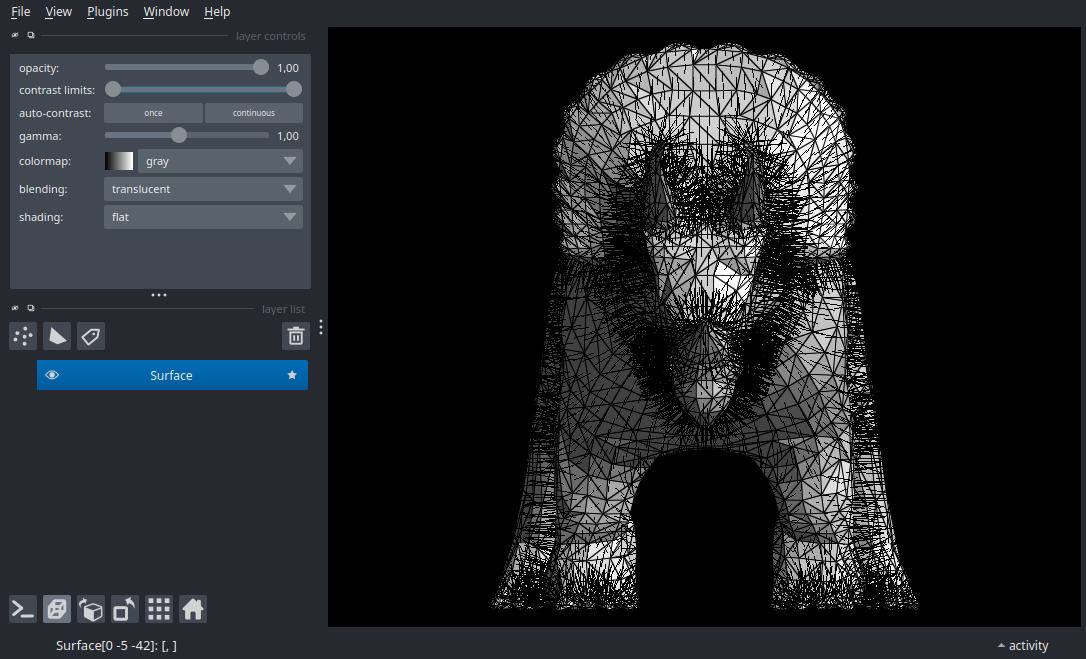 File View Plugins Window Help
layer controls
opacity: 1,00
contrast limits:
auto-contrast: once continuous
gamma: 1,00
colormap: gray
blending: translucent
shading: flat
layer list
Surface
Surface[0 -5 -42]: [, ]
activity